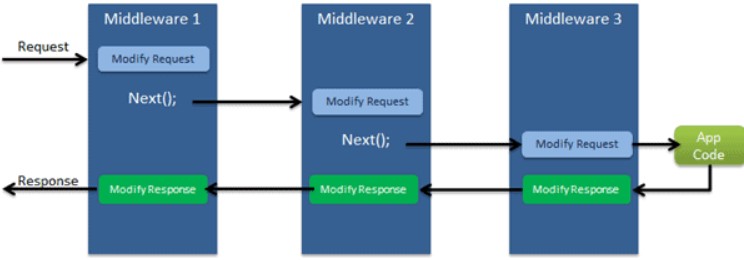 Middleware 1
Middleware 2
Middleware 3
Request
Modify Request
Next();
Modify Request
Next();
Modify Request
App
Code
Response
Modify Response
Modify Response
Modify Response